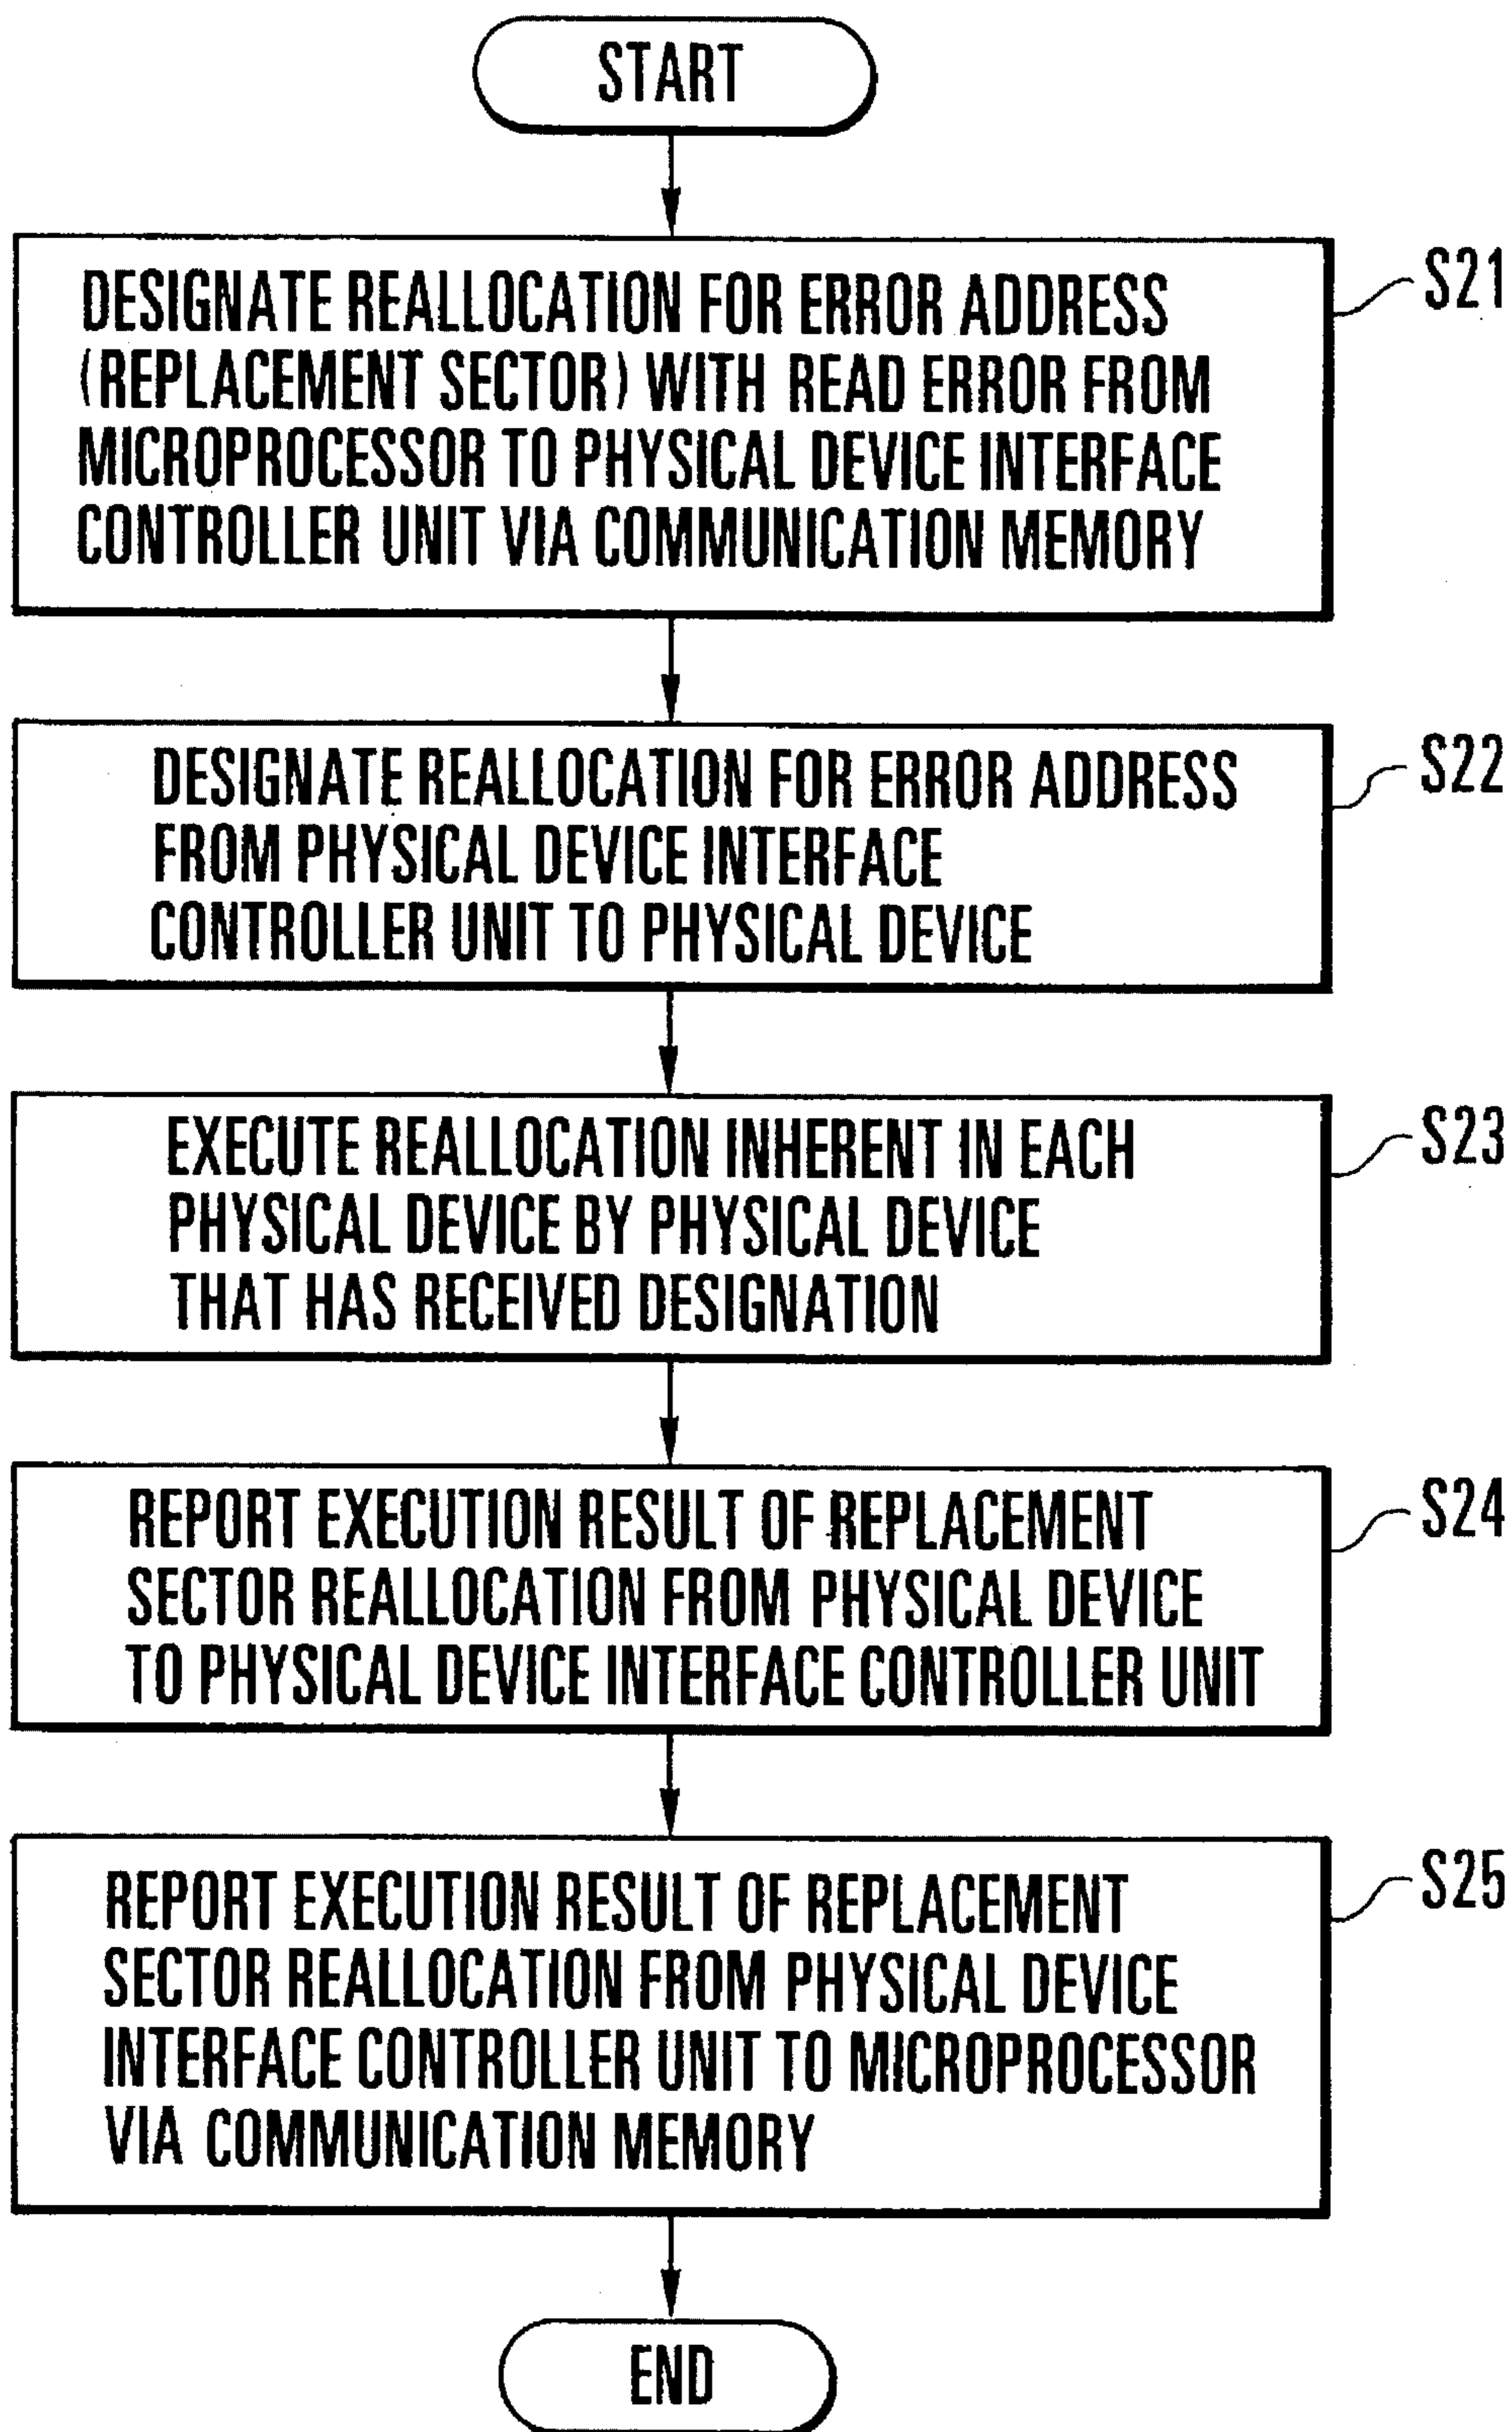 START
DESIGNATE REALLOCATION FOR ERROR ADDRESS
(REPLACEMENT SECTOR) WITH READ ERROR FROM
MICROPROCESSOR TO PHYSICAL DEVICE INTERFACE
CONTROLLER UNIT VIA COMMUNICATION MEMORY
S21
DESIGNATE REALLOCATION FOR ERROR ADDRESS
FROM PHYSICAL DEVICE INTERFACE
CONTROLLER UNIT TO PHYSICAL DEVICE
S22
EXECUTE REALLOCATION INHERENT IN EACH
PHYSICAL DEVICE BY PHYSICAL DEVICE
THAT HAS RECEIVED DESIGNATION
S23
REPORT EXECUTION RESULT OF REPLACEMENT
SECTOR REALLOCATION FROM PHYSICAL DEVICE
TO PHYSICAL DEVICE INTERFACE CONTROLLER UNIT
S24
REPORT EXECUTION RESULT OF REPLACEMENT
SECTOR REALLOCATION FROM PHYSICAL DEVICE
INTERFACE CONTROLLER UNIT TO MICROPROCESSOR
VIA COMMUNICATION MEMORY
S25
END